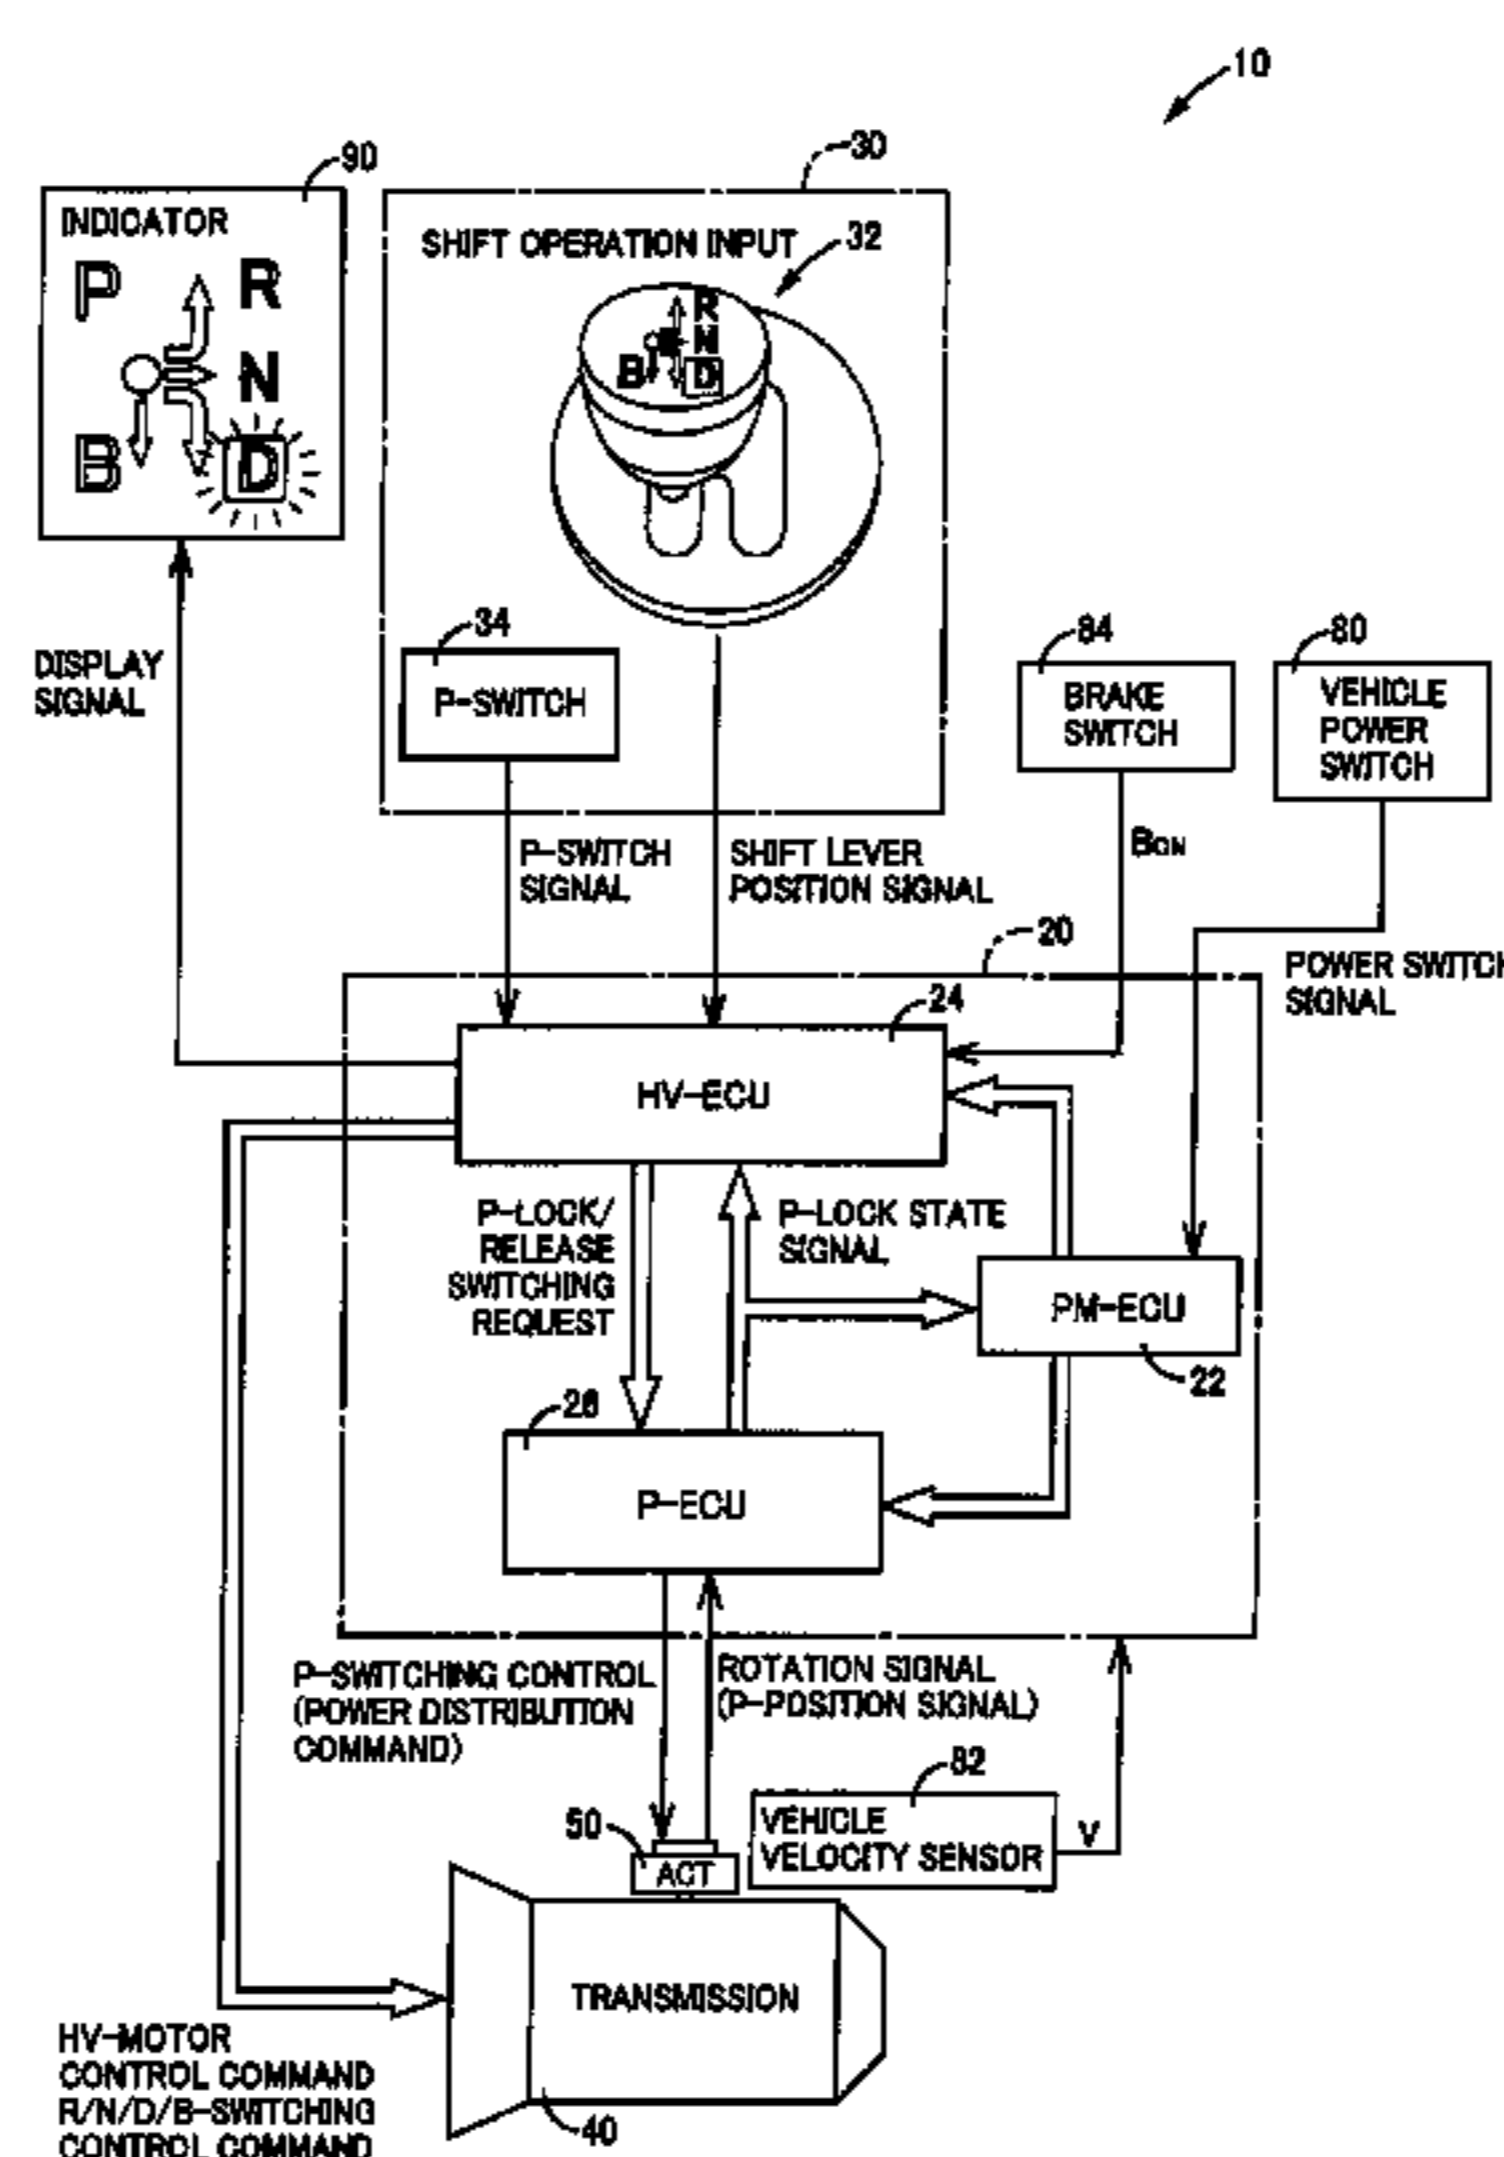 10
90
INDICATOR
P
R
N
B
D
30
SHIFT OPERATION INPUT
32
R
N
B
D
34
P-SWITCH
DISPLAY
SIGNAL
84
BRAKE
SWITCH
80
VEHICLE
POWER
SWITCH
P-SWITCH
SIGNAL
SHIFT LEVER
POSITION SIGNAL
BON
20
POWER SWITCH
SIGNAL
24
HV-ECU
P-LOCK/
RELEASE
SWITCHING
REQUEST
P-LOCK STATE
SIGNAL
PM-ECU
22
26
P-ECU
P-SWITCHING CONTROL
(POWER DISTRIBUTION
COMMAND)
ROTATION SIGNAL
(P-POSITION SIGNAL)
82
VEHICLE
VELOCITY SENSOR
V
50
ACT
TRANSMISSION
40
HV-MOTOR
CONTROL COMMAND
R/N/D/B-SWITCHING
CONTROL COMMAND